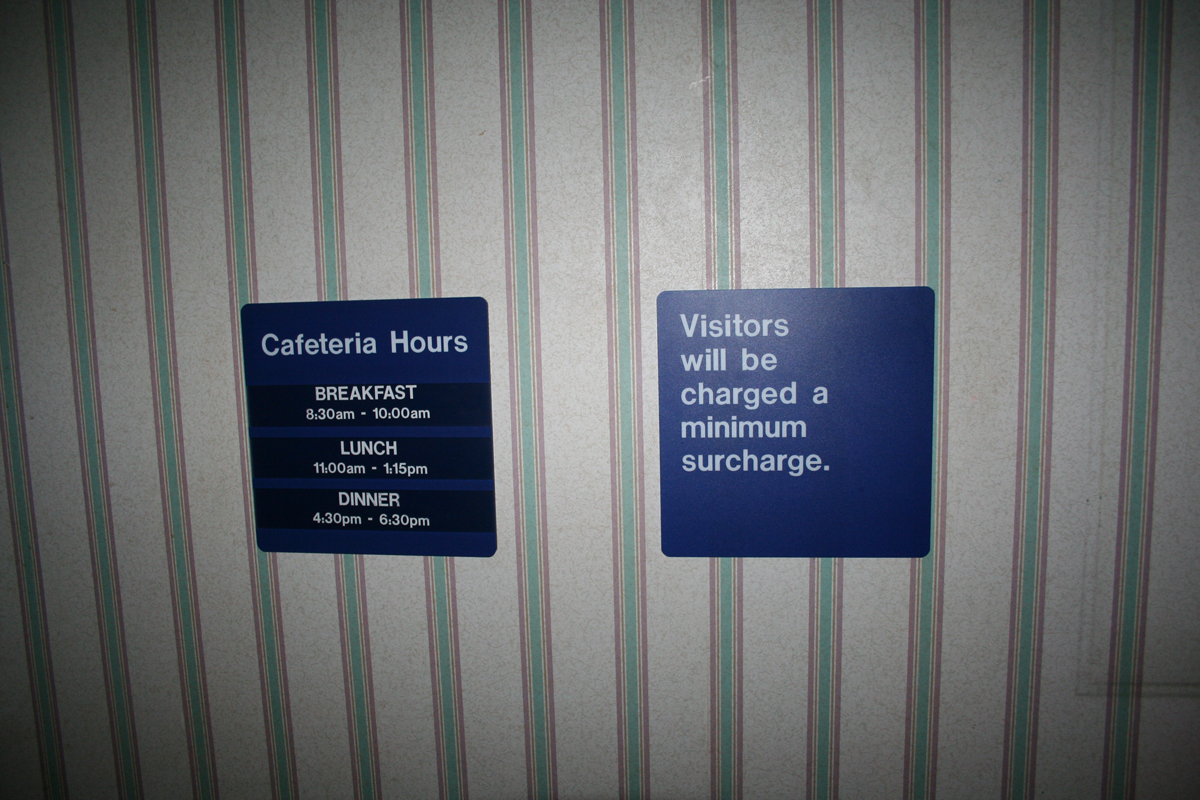 Cafeteria Hours
BREAKFAST
8:30am - 10:00am
LUNCH
11:00am - 1:15pm
DINNER
4:30pm - 6:30pm
Visitors
will be
charged a
minimum
surcharge.